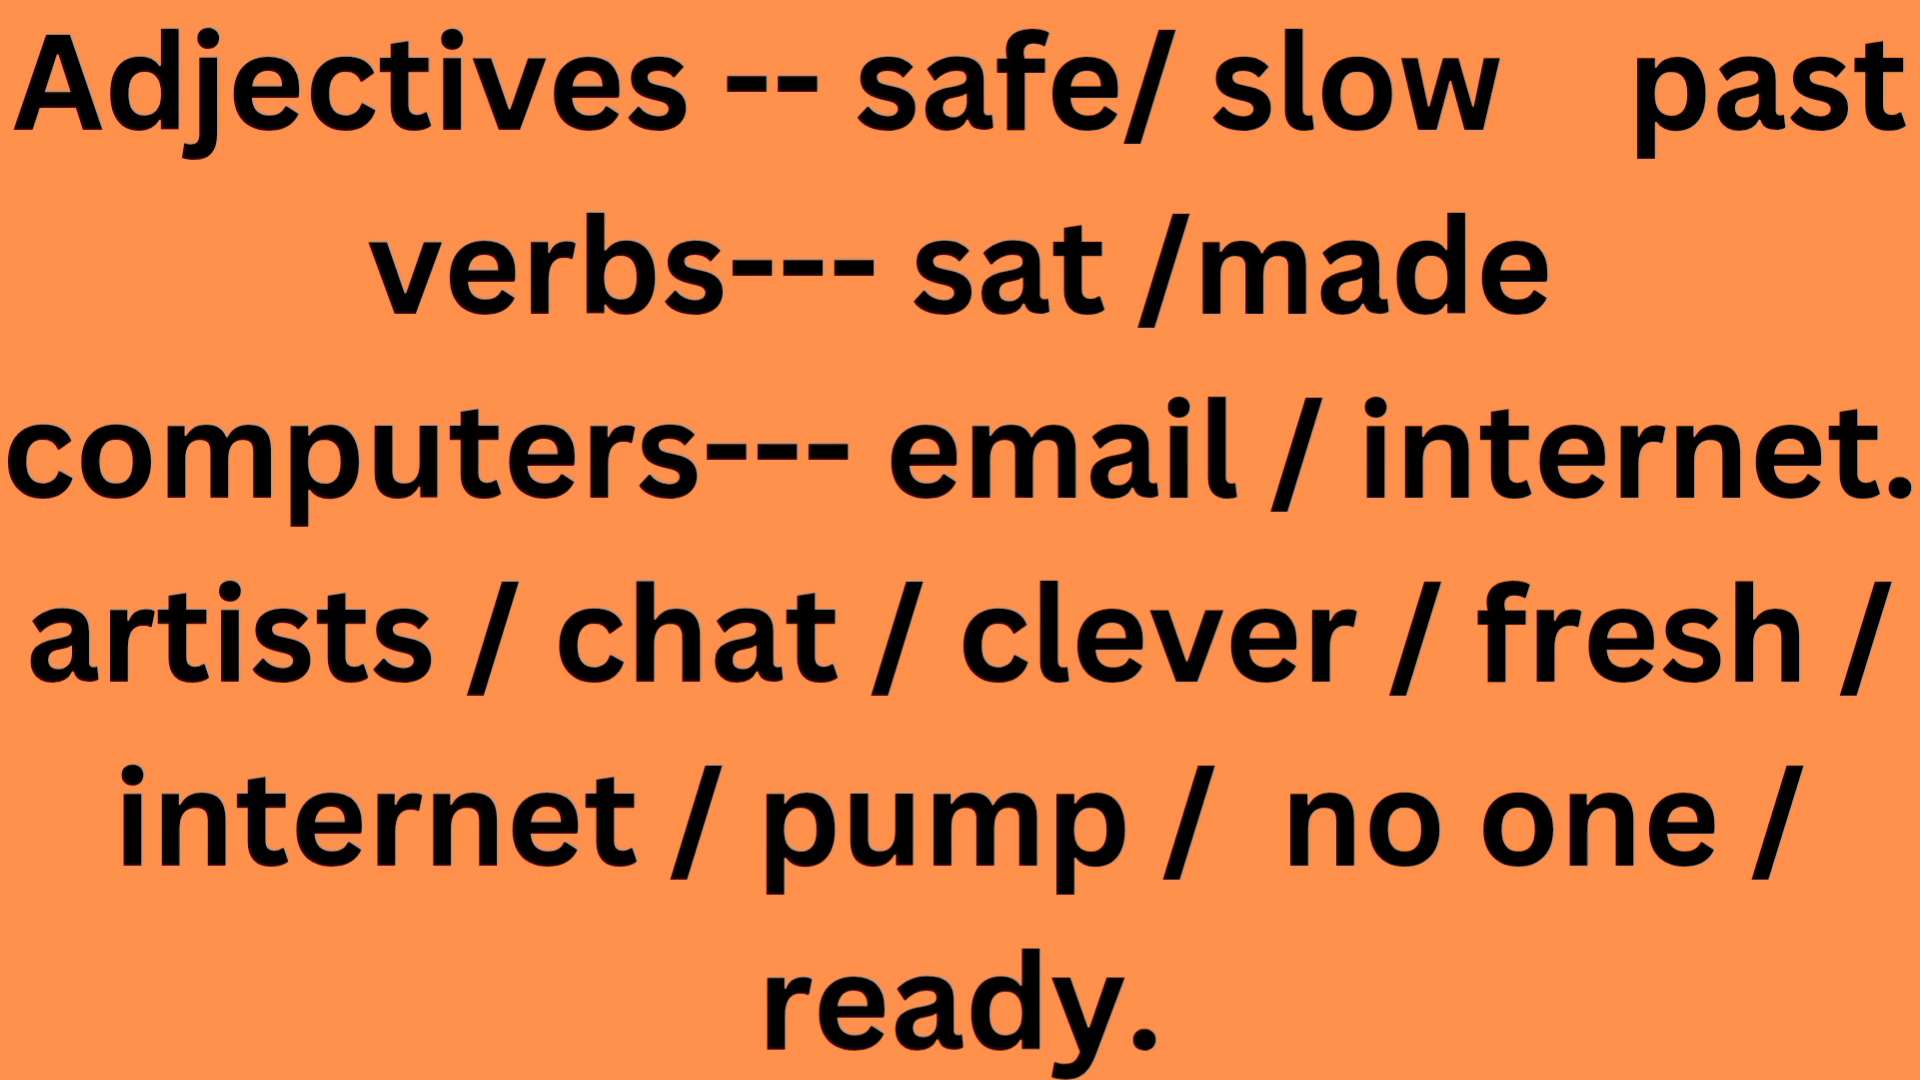 Adjectives -- safe/ slow past
verbs--- sat /made
computers--- email / internet.
artists / chat / clever / fresh /
internet / pump / no one /
ready.